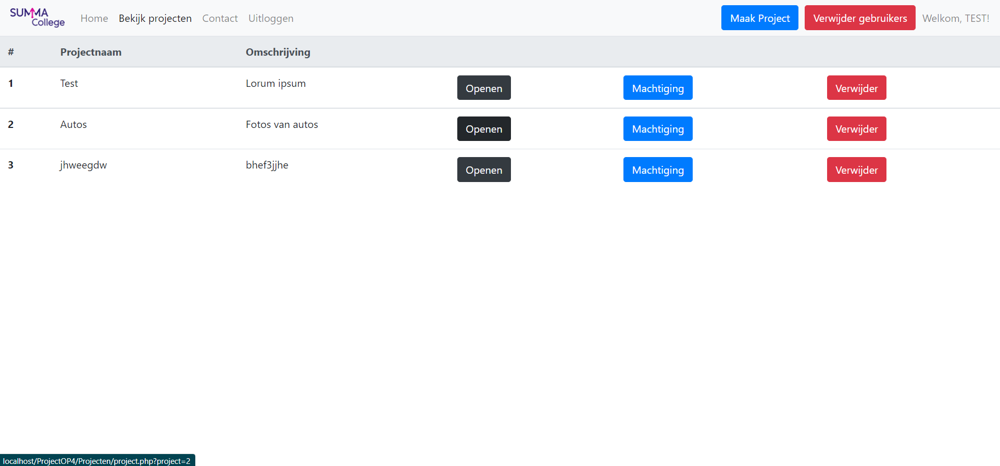 SUMMA
College
Home Bekijk projecten Contact Uitloggen Maak Project Verwijder gebruikers Welkom, TEST!
# Projectnaam Omschrijving
1 Test Lorum ipsum Openen Machtiging Verwijder
2 Autos Fotos van autos Openen Machtiging Verwijder
3 jhweegdw bhef3jjhe Openen Machtiging Verwijder
localhost/ProjectOP4/Projecten/project.php?project=2